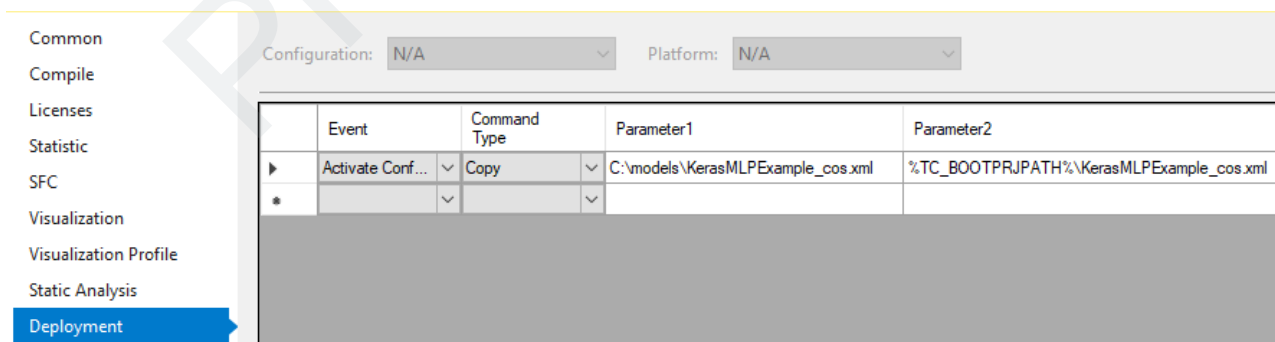 Common
Compile
Licenses
Statistic
SFC
Visualization
Visualization Profile
Static Analysis
Deployment
Configuration: N/A Platform: N/A
Event Command Type Parameter1 Parameter2
Activate Conf... Copy C:\models\KerasMLPExample_cos.xml %TC_BOOTPRJPATH%\KerasMLPExample_cos.xml